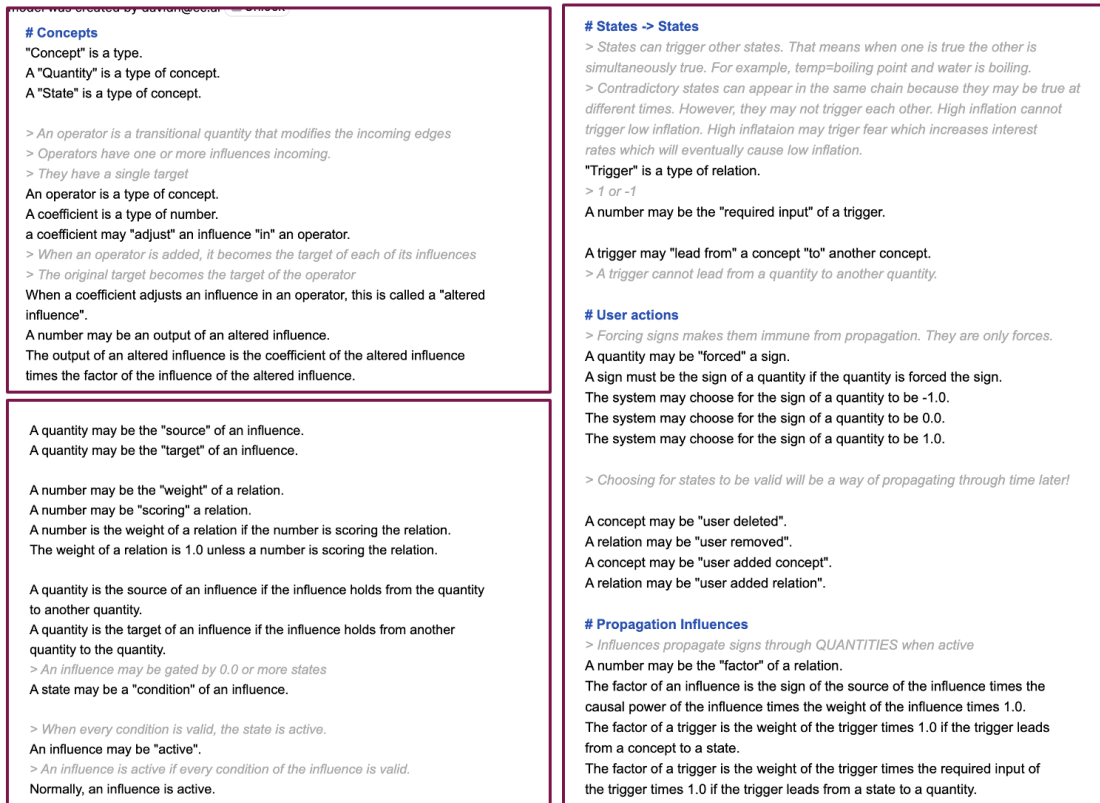 # Concepts
"Concept" is a type.
A "Quantity" is a type of concept.
A "State" is a type of concept.
> An operator is a transitional quantity that modifies the incoming edges
> Operators have one or more influences incoming.
> They have a single target
An operator is a type of concept.
A coefficient is a type of number.
a coefficient may "adjust" an influence "in" an operator.
> When an operator is added, it becomes the target of each of its influences
> The original target becomes the target of the operator
When a coefficient adjusts an influence in an operator, this is called a "altered
influence".
A number may be an output of an altered influence.
The output of an altered influence is the coefficient of the altered influence
times the factor of the influence of the altered influence.
A quantity may be the "source" of an influence.
A quantity may be the "target" of an influence.
A number may be the "weight" of a relation.
A number may be "scoring" a relation.
A number is the weight of a relation if the number is scoring the relation.
The weight of a relation is 1.0 unless a number is scoring the relation.
A quantity is the source of an influence if the influence holds from the quantity
to another quantity.
A quantity is the target of an influence if the influence holds from another
quantity to the quantity.
> An influence may be gated by 0.0 or more states
A state may be a "condition" of an influence.
> When every condition is valid, the state is active.
An influence may be "active".
> An influence is active if every condition of the influence is valid.
Normally, an influence is active.
# States -> States
> States can trigger other states. That means when one is true the other is
simultaneously true. For example, temp=boiling point and water is boiling.
> Contradictory states can appear in the same chain because they may be true at
different times. However, they may not trigger each other. High inflation cannot
trigger low inflation. High inflataion may triger fear which increases interest
rates which will eventually cause low inflation.
"Trigger" is a type of relation.
> 1 or -1
A number may be the "required input" of a trigger.
A trigger may "lead from" a concept "to" another concept.
> A trigger cannot lead from a quantity to another quantity.
# User actions
> Forcing signs makes them immune from propagation. They are only forces.
A quantity may be "forced" a sign.
A sign must be the sign of a quantity if the quantity is forced the sign.
The system may choose for the sign of a quantity to be -1.0.
The system may choose for the sign of a quantity to be 0.0.
The system may choose for the sign of a quantity to be 1.0.
> Choosing for states to be valid will be a way of propagating through time later!
A concept may be "user deleted".
A relation may be "user removed".
A concept may be "user added concept".
A relation may be "user added relation".
# Propagation Influences
> Influences propagate signs through QUANTITIES when active
A number may be the "factor" of a relation.
The factor of an influence is the sign of the source of the influence times the
causal power of the influence times the weight of the influence times 1.0.
The factor of a trigger is the weight of the trigger times 1.0 if the trigger leads
from a concept to a state.
The factor of a trigger is the weight of the trigger times the required input of
the trigger times 1.0 if the trigger leads from a state to a quantity.